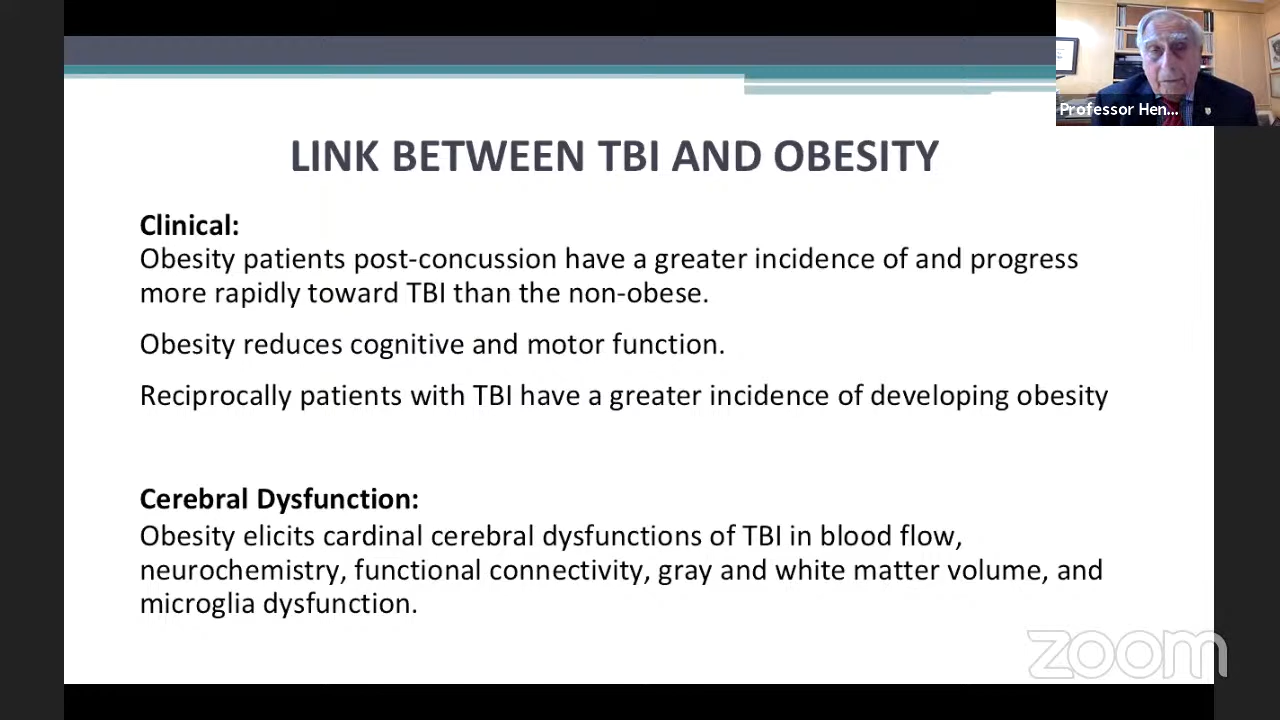 Professor Hen...
LINK BETWEEN TBI AND OBESITY
Clinical:
Obesity patients post-concussion have a greater incidence of and progress
more rapidly toward TBI than the non-obese.
Obesity reduces cognitive and motor function.
Reciprocally patients with TBI have a greater incidence of developing obesity
Cerebral Dysfunction:
Obesity elicits cardinal cerebral dysfunctions of TBI in blood flow,
neurochemistry, functional connectivity, gray and white matter volume, and
microglia dysfunction.
zoom